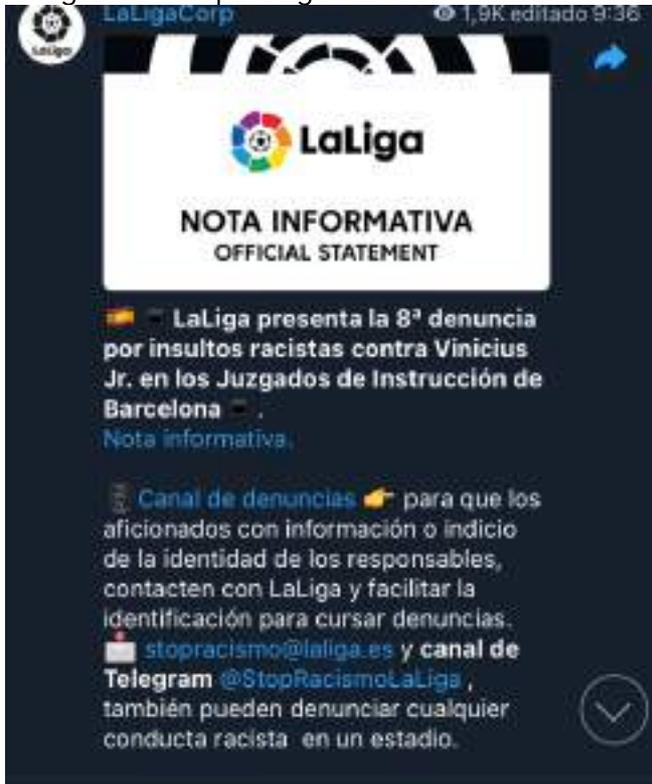 LaLigaCorp 1,9K editado 9:36
LaLiga
LaLiga
NOTA INFORMATIVA
OFFICIAL STATEMENT
LaLiga presenta la 8ª denuncia
por insultos racistas contra Vinicius
Jr. en los Juzgados de Instrucción de
Barcelona .
Nota informativa.
Canal de denuncias para que los
aficionados con información o indicio
de la identidad de los responsables,
contacten con LaLiga y facilitar la
identificación para cursar denuncias.
stopracismo@laliga.es y canal de
Telegram @StopRacismoLaLiga ,
también pueden denunciar cualquier
conducta racista en un estadio.